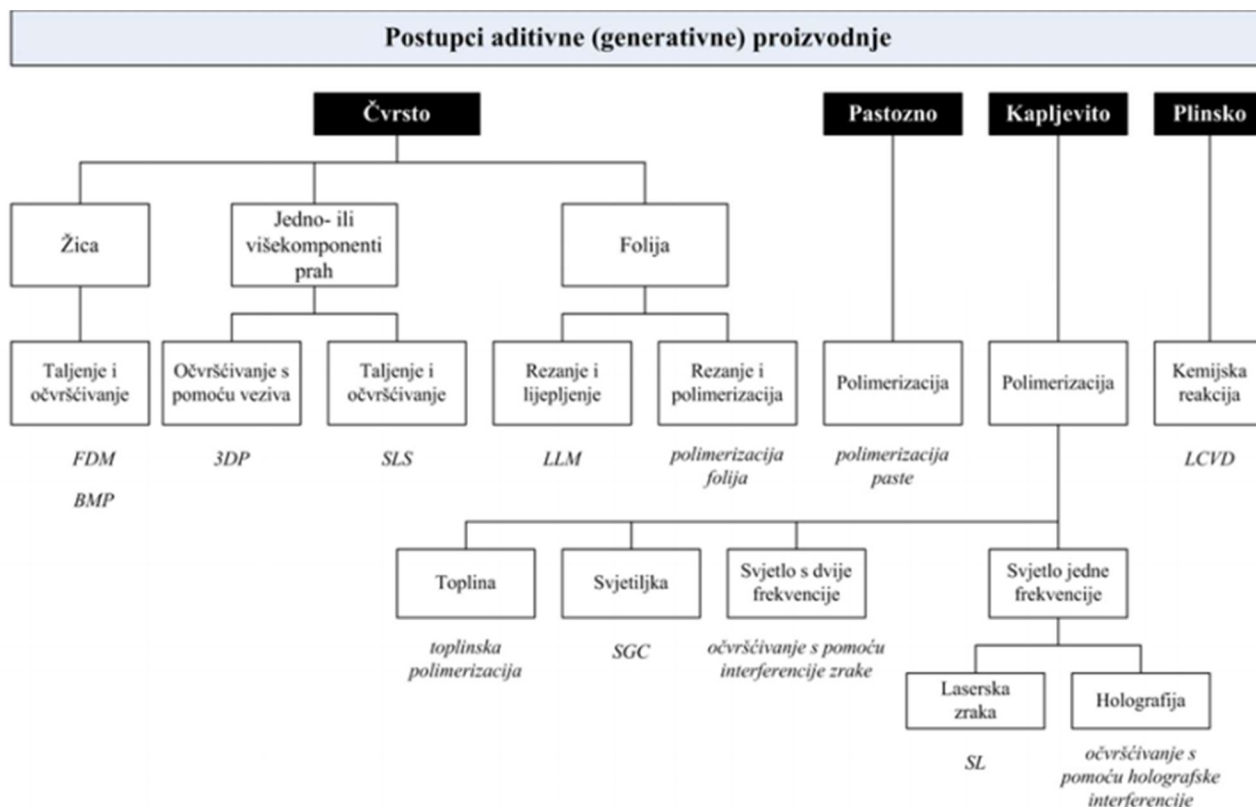 Postupci aditivne (generativne) proizvodnje
Čvrsto
Pastozno
Kapljevito
Plinsko
Žica
Jedno- ili
višekomponenti
prah
Folija
Taljenje i
očvršćivanje
Očvršćivanje s
pomoću veziva
Taljenje i
očvršćivanje
Rezanje i
lijepljenje
Rezanje i
polimerizacija
Polimerizacija
Polimerizacija
Kemijska
reakcija
FDM
BMP
3DP
SLS
LLM
polimerizacija
folija
polimerizacija
paste
LCVD
Toplina
Svjetiljka
Svjetlo s dvije
frekvencije
Svjetlo jedne
frekvencije
toplinska
polimerizacija
SGC
očvršćivanje s pomoću
interferencije zrake
Laserska
zraka
Holografija
SL
očvršćivanje s
pomoću holografske
interferencije